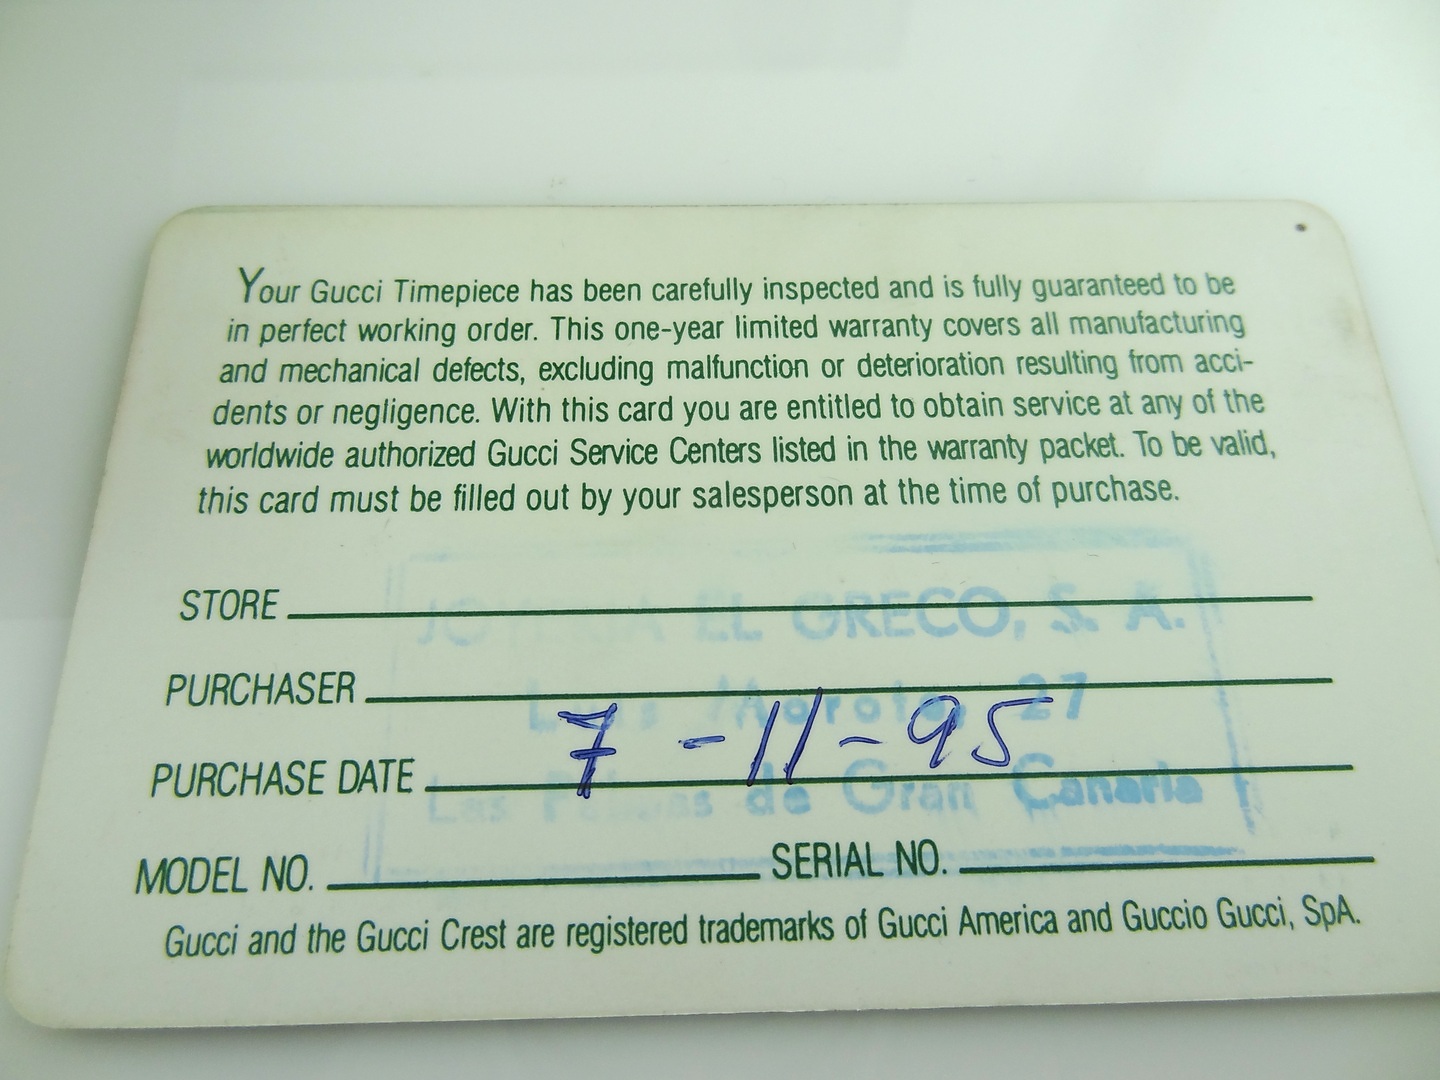 Your Gucci Timepiece has been carefully inspected and is fully guaranteed to be
in perfect working order. This one-year limited warranty covers all manufacturing
and mechanical defects, excluding malfunction or deterioration resulting from acci-
dents or negligence. With this card you are entitled to obtain service at any of the
worldwide authorized Gucci Service Centers listed in the warranty packet. To be valid,
this card must be filled out by your salesperson at the time of purchase.
STORE
JOYERIA EL GRECO, S. A.
PURCHASER
27
PURCHASE DATE 7-11-95
Las Palmas de Gran Canaria
MODEL NO. SERIAL NO.
Gucci and the Gucci Crest are registered trademarks of Gucci America and Guccio Gucci, SpA.